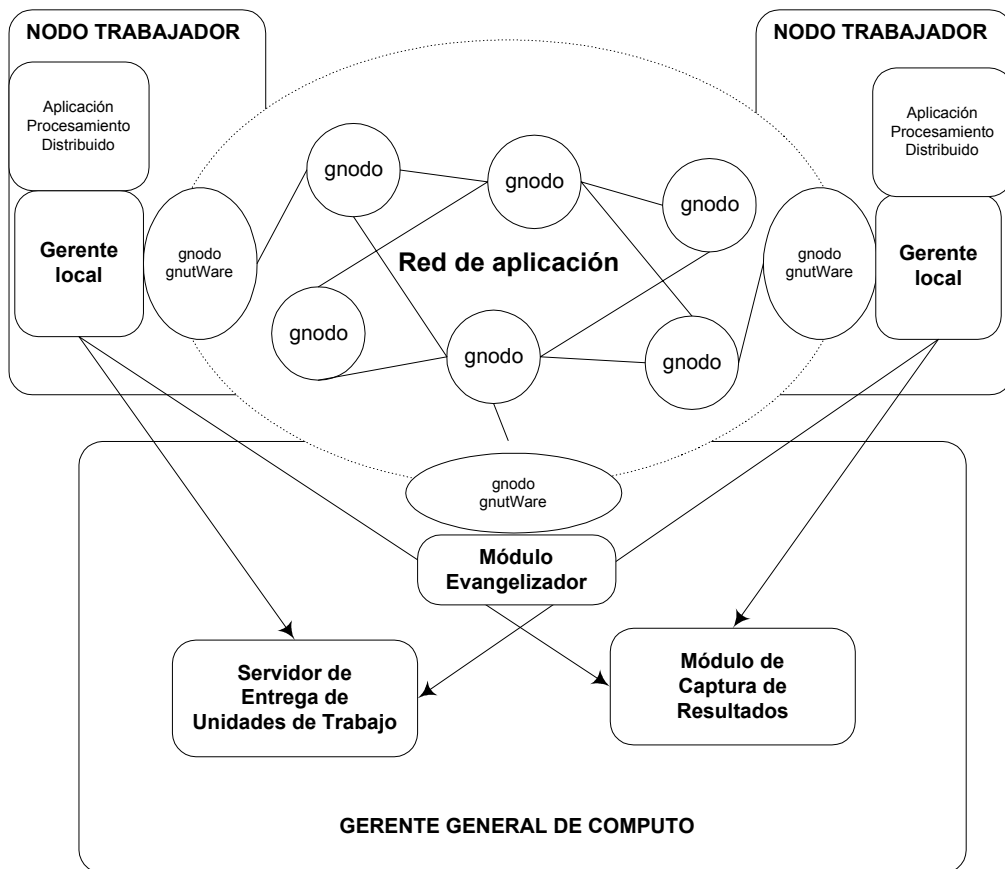 NODO TRABAJADOR
NODO TRABAJADOR
Aplicación
Procesamiento
Distribuido
Aplicación
Procesamiento
Distribuido
gnodo
gnodo
gnodo
Gerente
local
gnodo
gnutWare
Red de aplicación
gnodo
gnutWare
Gerente
local
gnodo
gnodo
gnodo
gnodo
gnutWare
Módulo
Evangelizador
Servidor de
Entrega de
Unidades de Trabajo
Módulo de
Captura de
Resultados
GERENTE GENERAL DE COMPUTO